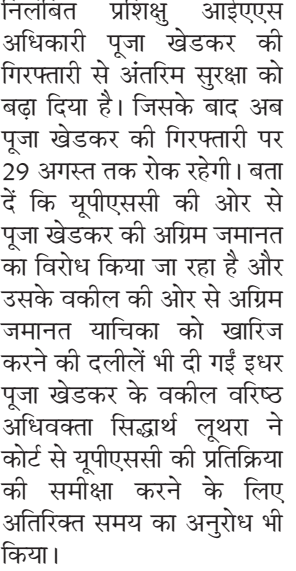 निलंबित प्रशिक्षु आईएएस
अधिकारी पूजा खेडकर की
गिरफ्तारी से अंतरिम सुरक्षा को
बढ़ा दिया है। जिसके बाद अब
पूजा खेडकर की गिरफ्तारी पर
29 अगस्त तक रोक रहेगी। बता
दें कि यूपीएससी की ओर से
पूजा खेडकर की अग्रिम जमानत
का विरोध किया जा रहा है और
उसके वकील की ओर से अग्रिम
जमानत याचिका को खारिज
करने की दलीलें भी दी गईं इधर
पूजा खेडकर के वकील वरिष्ठ
अधिवक्ता सिद्धार्थ लूथरा ने
कोर्ट से यूपीएससी की प्रतिक्रिया
की समीक्षा करने के लिए
अतिरिक्त समय का अनुरोध भी
किया।